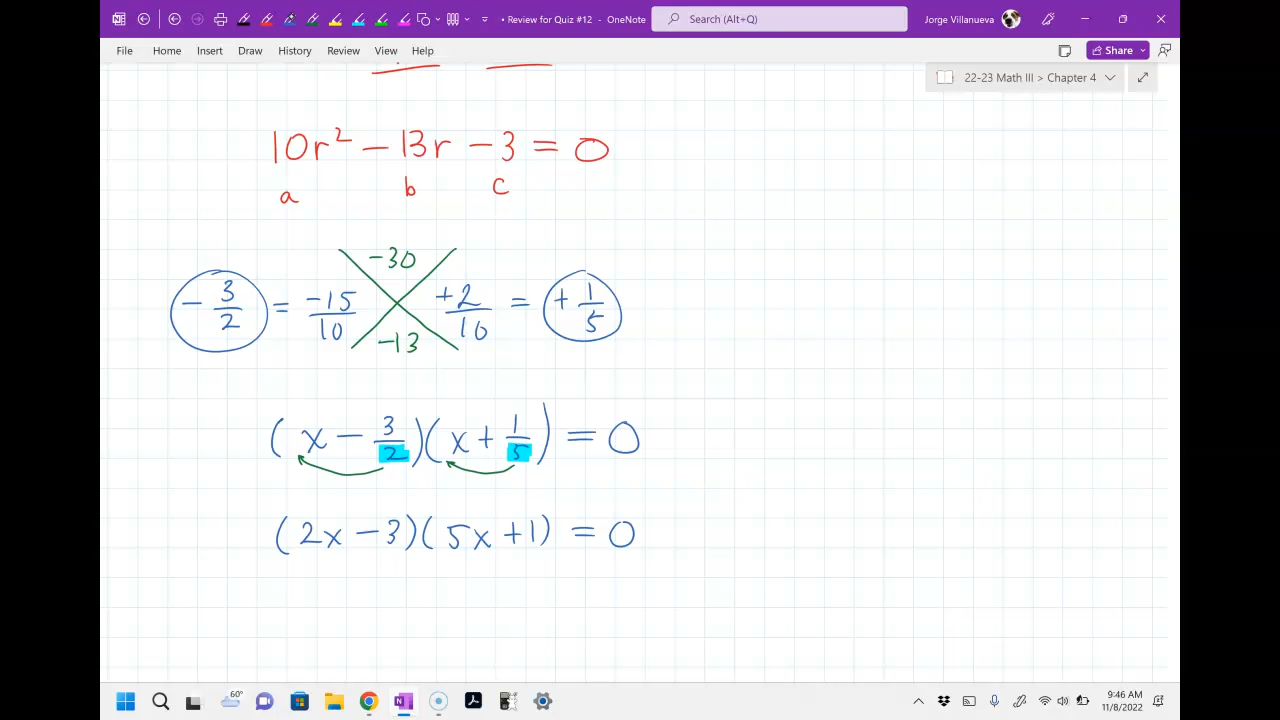 Review for Quiz #12 - OneNote
Search (Alt+Q)
Jorge Villanueva
File Home Insert Draw History Review View Help
Share
22-23 Math III > Chapter 4
10r² - 13r - 3 = 0
a b c
-30
- 3/2 = -15/10 +2/10 = + 1/5
-13
(x - 3/2)(x + 1/5) = 0
(2x - 3)(5x + 1) = 0
60°
9:46 AM
11/8/2022